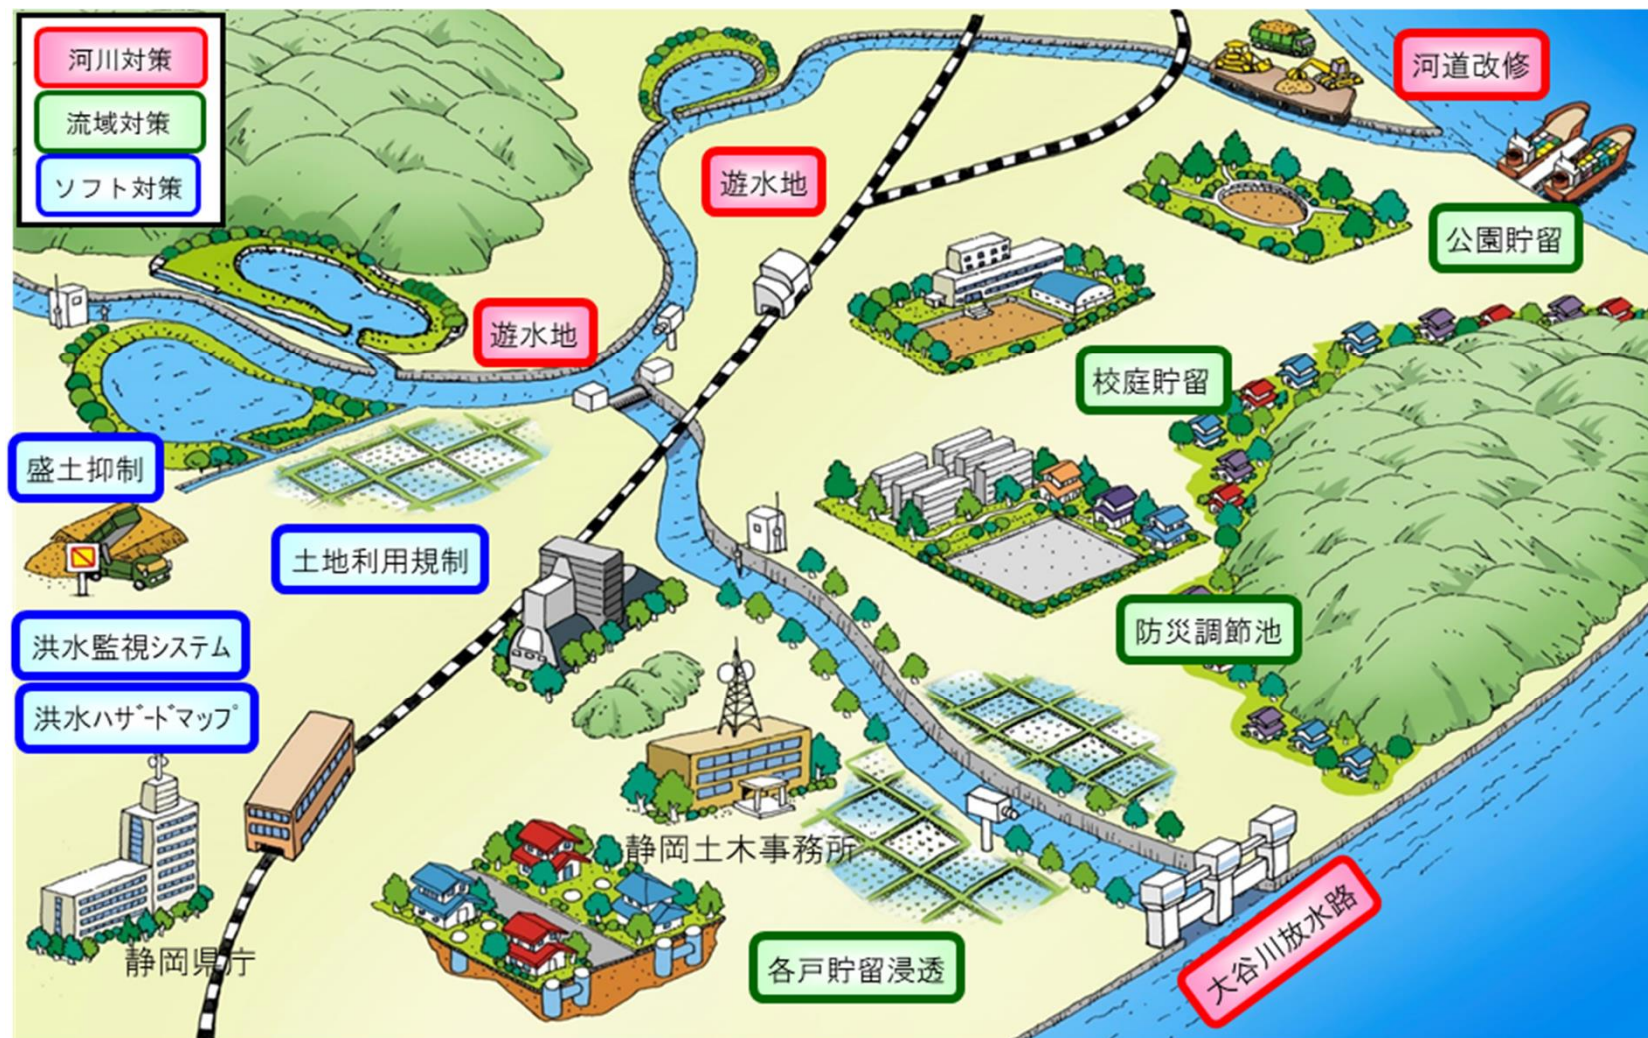 河川対策
流域対策
ソフト対策
河道改修
遊水地
公園貯留
遊水地
校庭貯留
盛土抑制
土地利用規制
防災調節池
洪水監視システム
洪水ハザードマップ
静岡土木事務所
静岡県庁
各戸貯留浸透
大谷川放水路